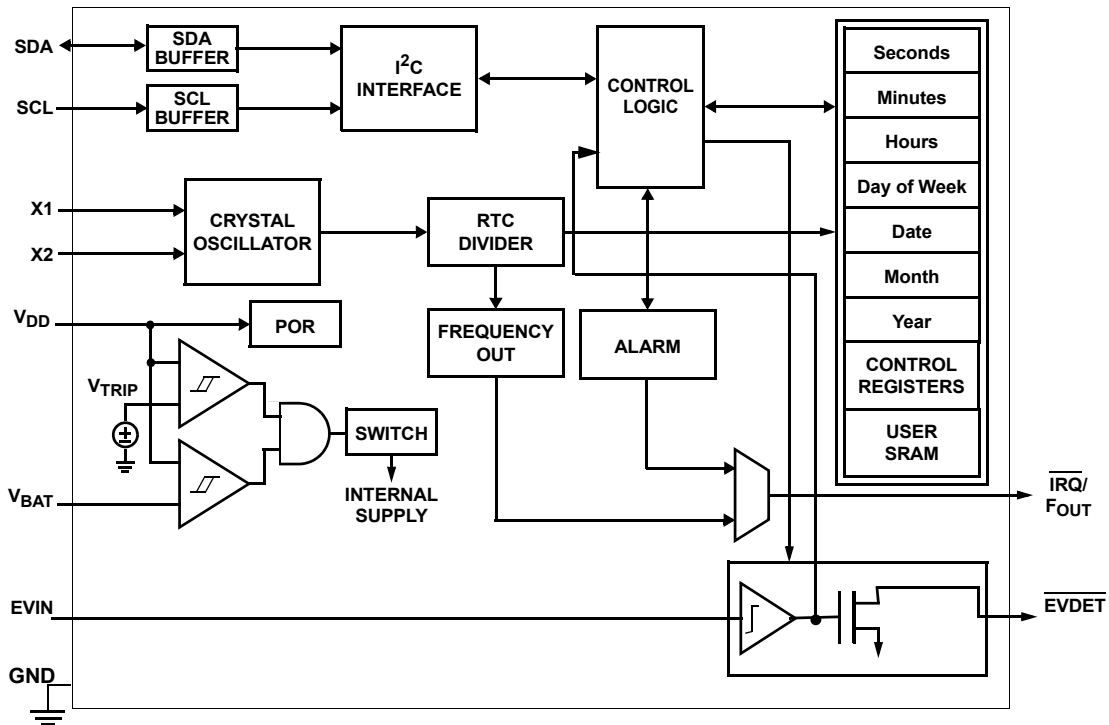 SDA
SDA
BUFFER
I²C
INTERFACE
SCL
SCL
BUFFER
CONTROL
LOGIC
Seconds
Minutes
Hours
Day of Week
Date
Month
Year
CONTROL
REGISTERS
USER
SRAM
X1
X2
CRYSTAL
OSCILLATOR
RTC
DIVIDER
VDD
POR
FREQUENCY
OUT
ALARM
VTRIP
SWITCH
INTERNAL
SUPPLY
VBAT
IRQ/
FOUT
EVIN
EVDET
GND